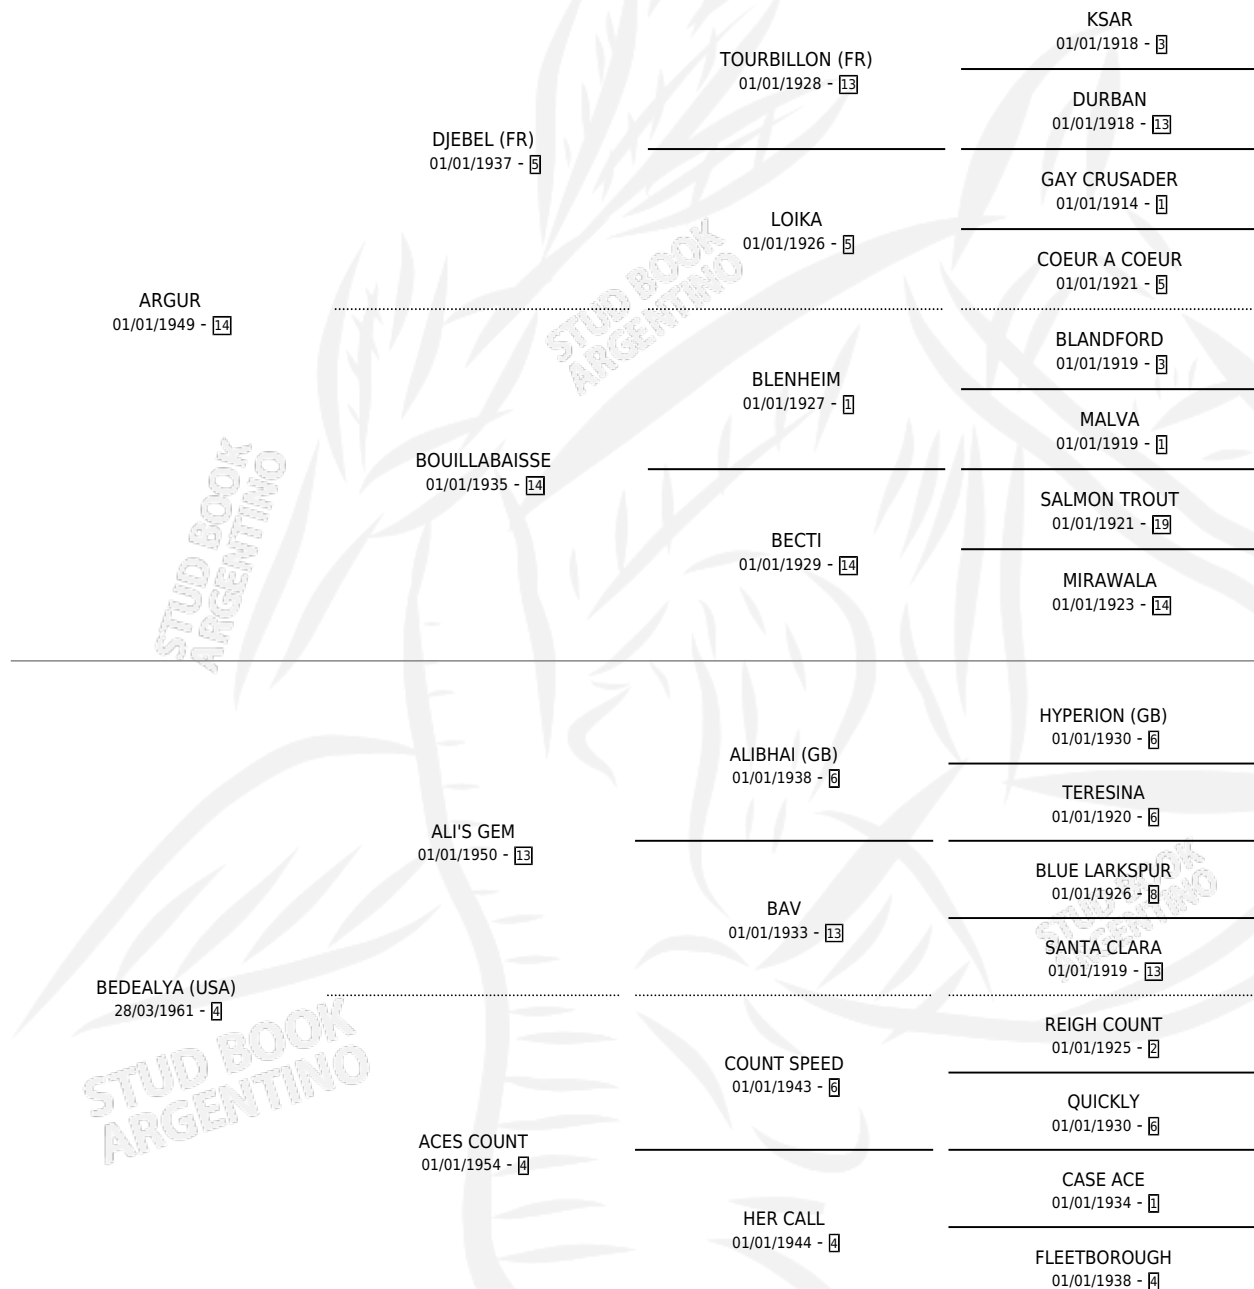 KSAR
01/01/1918 - 3
TOURBILLON (FR)
01/01/1928 - 13
DURBAN
01/01/1918 - 13
DJEBEL (FR)
01/01/1937 - 5
GAY CRUSADER
01/01/1914 - 1
LOIKA
01/01/1926 - 5
COEUR A COEUR
01/01/1921 - 5
ARGUR
01/01/1949 - 14
STUD BOOK
ARGENTINO
BLANDFORD
01/01/1919 - 3
BLENHEIM
01/01/1927 - 1
MALVA
01/01/1919 - 1
BOUILLABAISSE
01/01/1935 - 14
SALMON TROUT
01/01/1921 - 19
BECTI
01/01/1929 - 14
MIRAWALA
01/01/1923 - 14
STUD BOOK
ARGENTINO
HYPERION (GB)
01/01/1930 - 6
ALIBHAI (GB)
01/01/1938 - 6
TERESINA
01/01/1920 - 6
ALI'S GEM
01/01/1950 - 13
BLUE LARKSPUR
01/01/1926 - 8
BAV
01/01/1933 - 13
STUD BOOK
ARGENTINO
SANTA CLARA
01/01/1919 - 13
BEDEALYA (USA)
28/03/1961 - 4
REIGH COUNT
01/01/1925 - 2
STUD BOOK
ARGENTINO
COUNT SPEED
01/01/1943 - 6
QUICKLY
01/01/1930 - 6
ACES COUNT
01/01/1954 - 4
CASE ACE
01/01/1934 - 1
HER CALL
01/01/1944 - 4
FLEETBOROUGH
01/01/1938 - 4